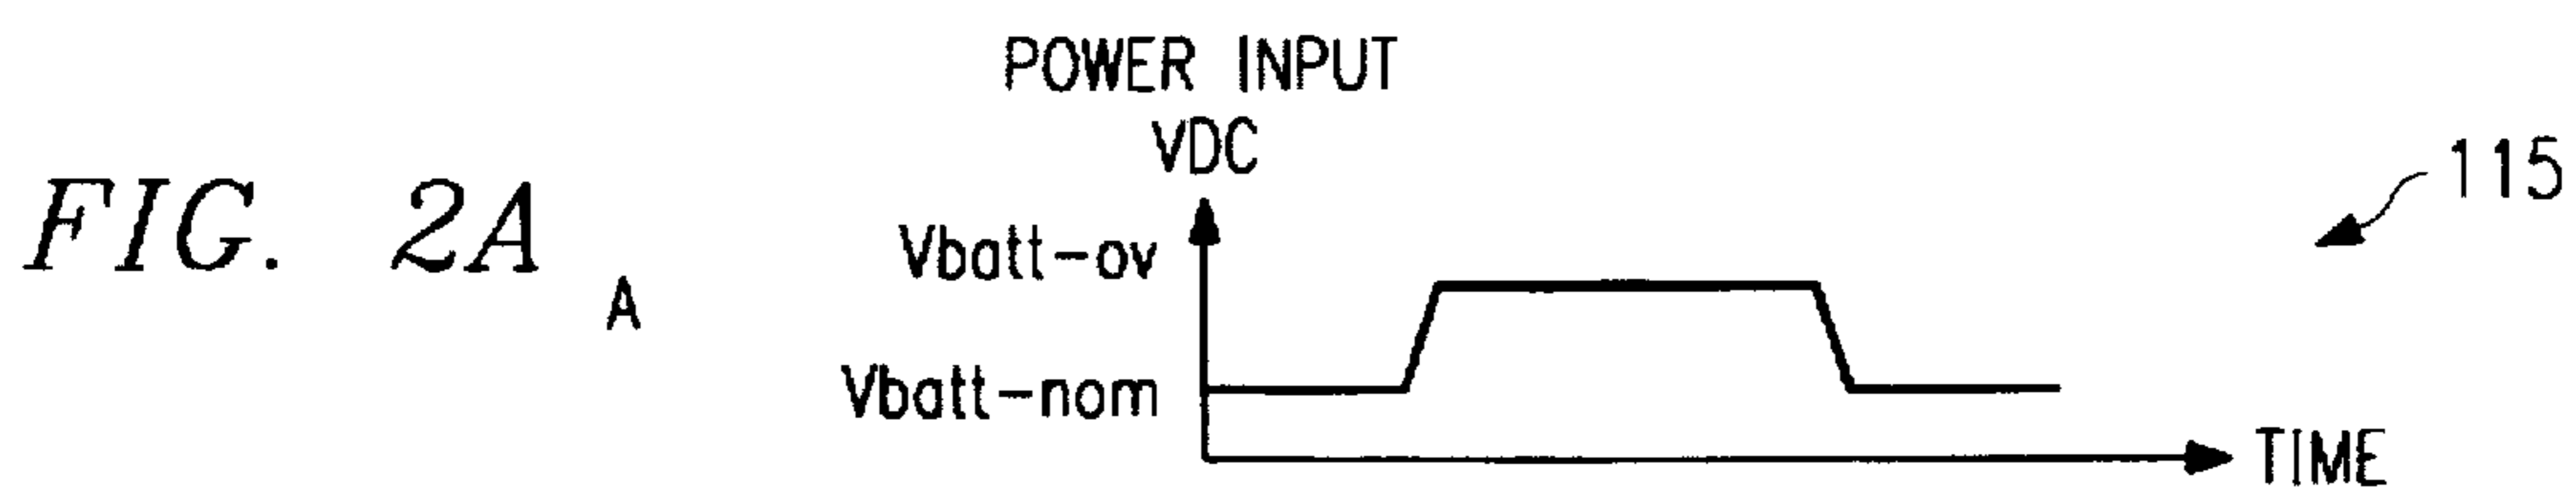 POWER INPUT
VDC
115
FIG. 2A
Vbatt-ov
A
Vbatt-nom
TIME